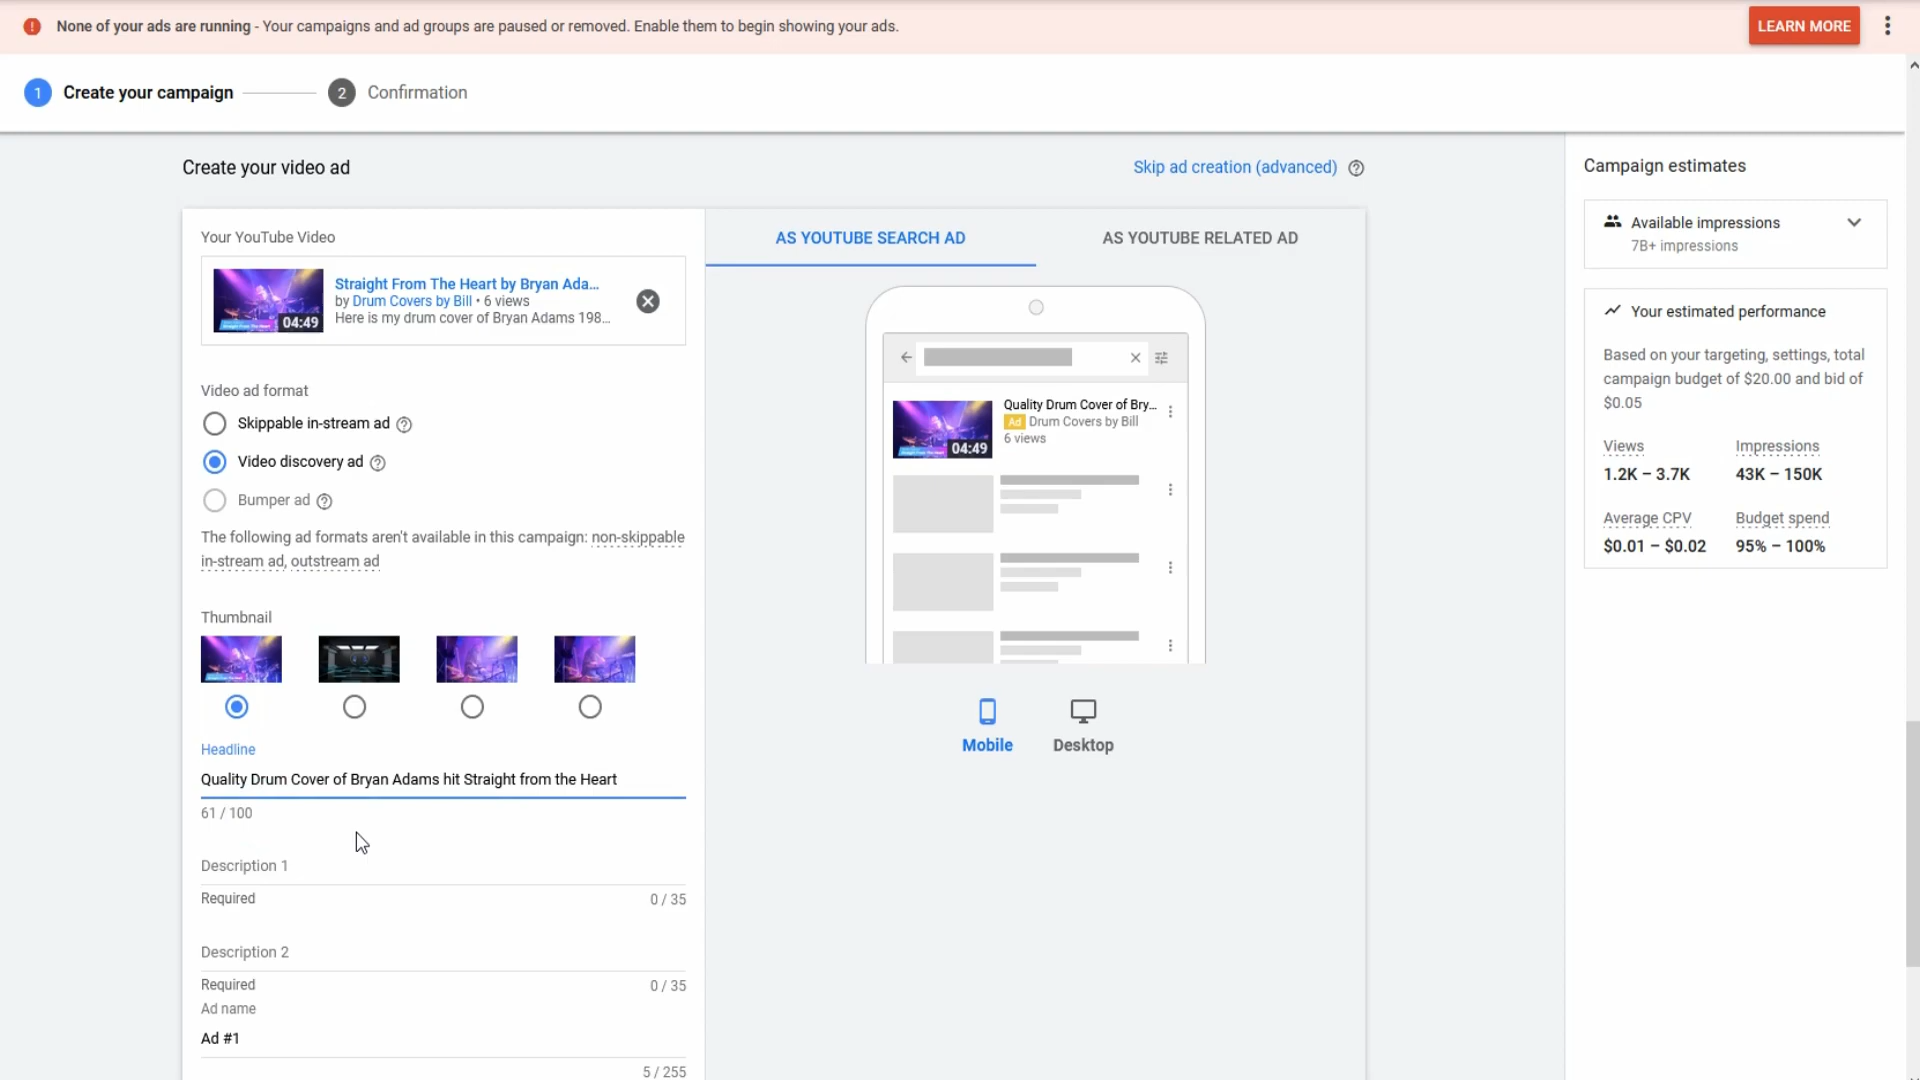 None of your ads are running - Your campaigns and ad groups are paused or removed. Enable them to begin showing your ads.
LEARN MORE
1 Create your campaign
2 Confirmation
Create your video ad
Skip ad creation (advanced)
Your YouTube Video
Straight From The Heart by Bryan Ada...
by Drum Covers by Bill • 6 views
Here is my drum cover of Bryan Adams 198...
04:49
Video ad format
Skippable in-stream ad
Video discovery ad
Bumper ad
The following ad formats aren't available in this campaign: non-skippable
in-stream ad, outstream ad
Thumbnail
Headline
Quality Drum Cover of Bryan Adams hit Straight from the Heart
61 / 100
Description 1
Required
0 / 35
Description 2
Required
0 / 35
Ad name
Ad #1
5 / 255
AS YOUTUBE SEARCH AD
AS YOUTUBE RELATED AD
Quality Drum Cover of Bry...
Ad Drum Covers by Bill
6 views
04:49
Mobile
Desktop
Campaign estimates
Available impressions
7B+ impressions
Your estimated performance
Based on your targeting, settings, total
campaign budget of $20.00 and bid of
$0.05
Views
Impressions
1.2K – 3.7K
43K – 150K
Average CPV
Budget spend
$0.01 – $0.02
95% – 100%